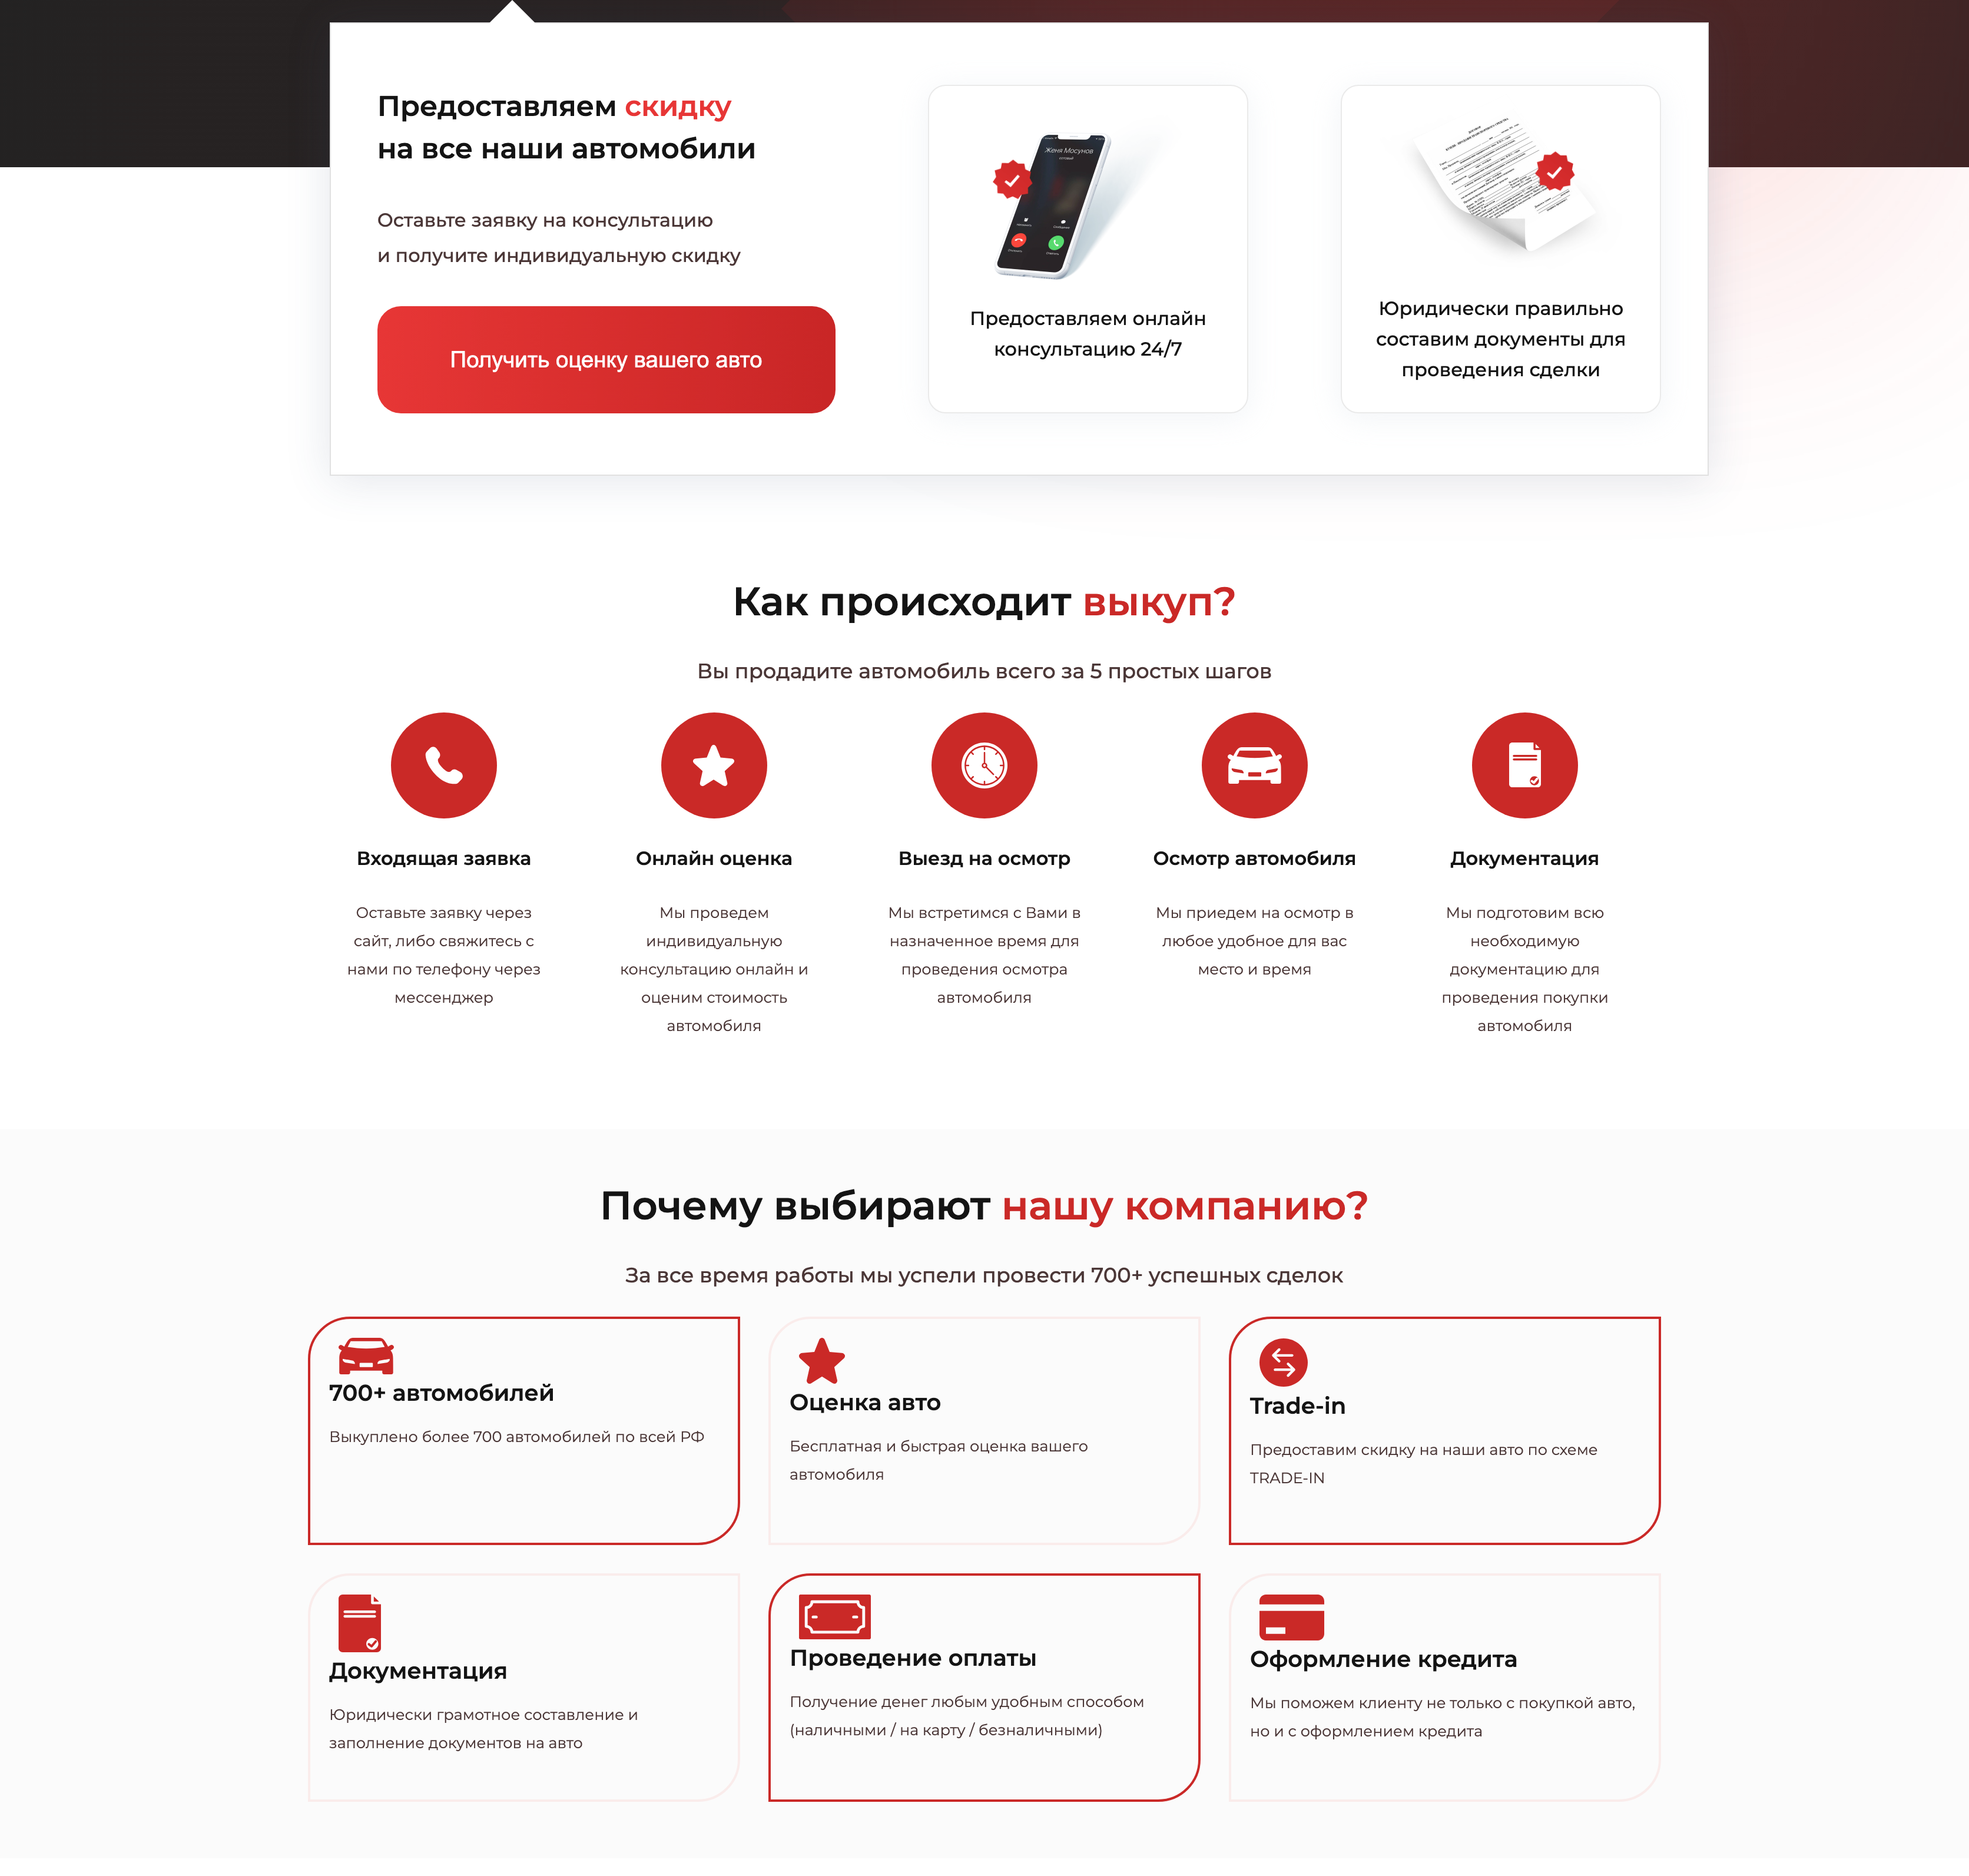 Предоставляем скидку
на все наши автомобили
Оставьте заявку на консультацию
и получите индивидуальную скидку
Получить оценку вашего авто
Женя Мосунов
Предоставляем онлайн
консультацию 24/7
Юридически правильно
составим документы для
проведения сделки
Как происходит выкуп?
Вы продадите автомобиль всего за 5 простых шагов
Входящая заявка
Оставьте заявку через
сайт, либо свяжитесь с
нами по телефону через
мессенджер
Онлайн оценка
Мы проведем
индивидуальную
консультацию онлайн и
оценим стоимость
автомобиля
Выезд на осмотр
Мы встретимся с Вами в
назначенное время для
проведения осмотра
автомобиля
Осмотр автомобиля
Мы приедем на осмотр в
любое удобное для вас
место и время
Документация
Мы подготовим всю
необходимую
документацию для
проведения покупки
автомобиля
Почему выбирают нашу компанию?
За все время работы мы успели провести 700+ успешных сделок
700+ автомобилей
Выкуплено более 700 автомобилей по всей РФ
Оценка авто
Бесплатная и быстрая оценка вашего
автомобиля
Trade-in
Предоставим скидку на наши авто по схеме
TRADE-IN
Документация
Юридически грамотное составление и
заполнение документов на авто
Проведение оплаты
Получение денег любым удобным способом
(наличными / на карту / безналичными)
Оформление кредита
Мы поможем клиенту не только с покупкой авто,
но и с оформлением кредита